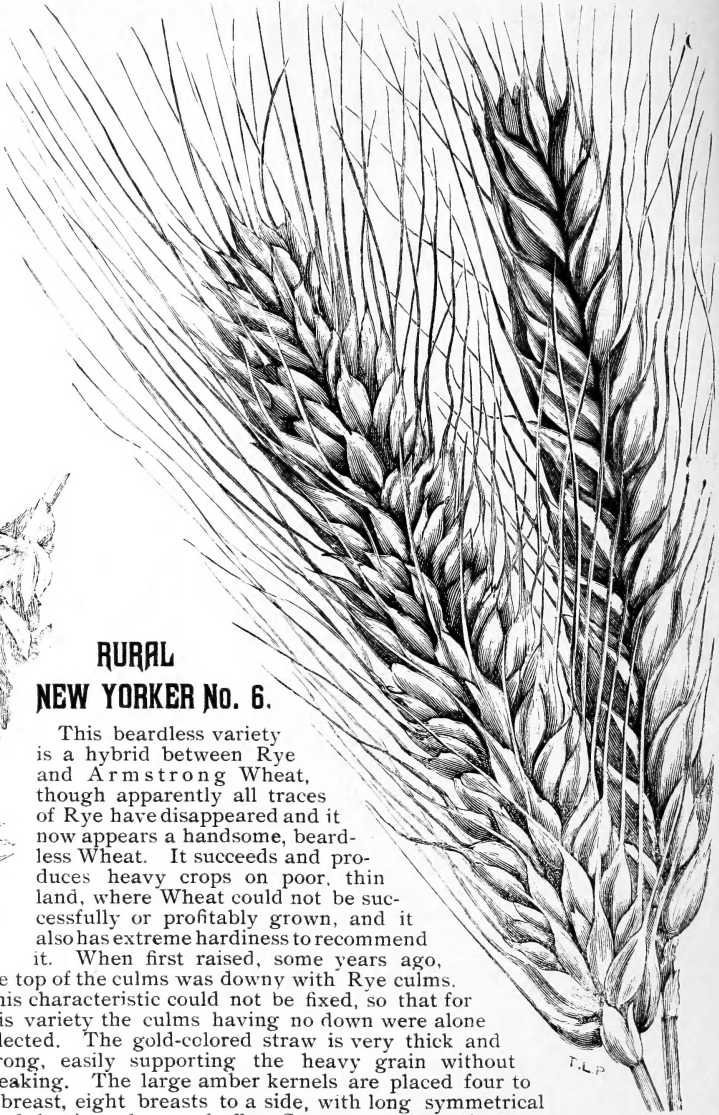 RURAL
NEW YORKER No. 6.
This beardless variety
is a hybrid between Rye
and Armstrong Wheat,
though apparently all traces
of Rye have disappeared and it
now appears a handsome, beard-
less Wheat. It succeeds and pro-
duces heavy crops on poor, thin
land, where Wheat could not be suc-
cessfully or profitably grown, and it
also has extreme hardiness to recommend
it. When first raised, some years ago,
e top of the culms was downy with Rye culms.
his characteristic could not be fixed, so that for
is variety the culms having no down were alone
lected. The gold-colored straw is very thick and
rong, easily supporting the heavy grain without
eaking. The large amber kernels are placed four to
breast, eight breasts to a side, with long symmetrical
T.L.P